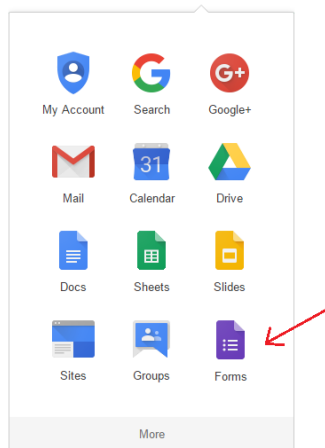 G+
My Account Search Google+
31
Mail Calendar Drive
Docs Sheets Slides
Sites Groups Forms
More